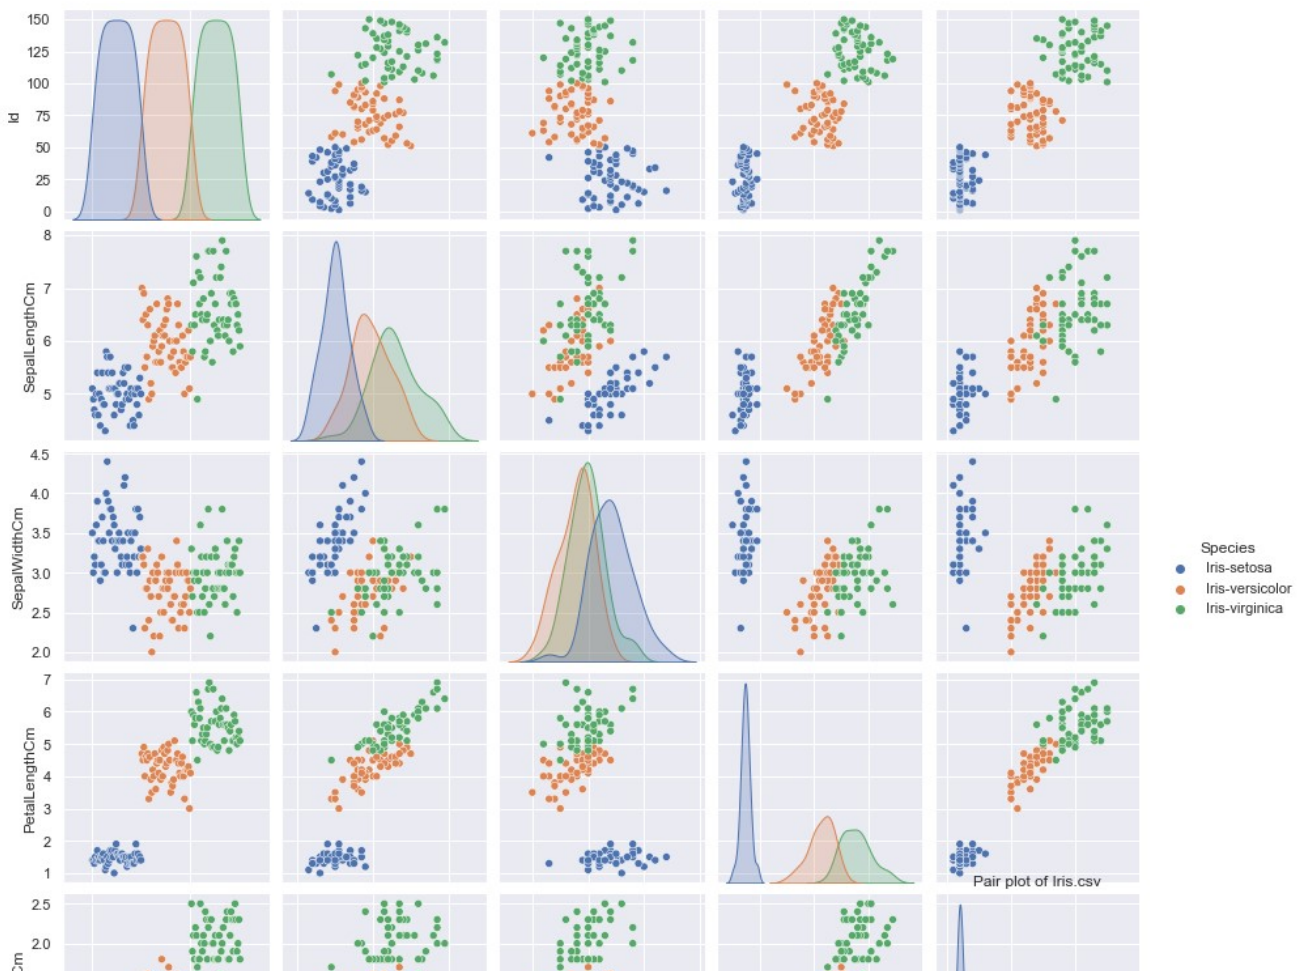 150
125
100
75
50
25
0
Id
8
7
6
5
SepalLengthCm
4.5
4.0
3.5
3.0
2.5
2.0
SepalWidthCm
Species
Iris-setosa
Iris-versicolor
Iris-virginica
7
6
5
4
3
2
1
PetalLengthCm
Pair plot of Iris.csv
2.5
2.0
Cm